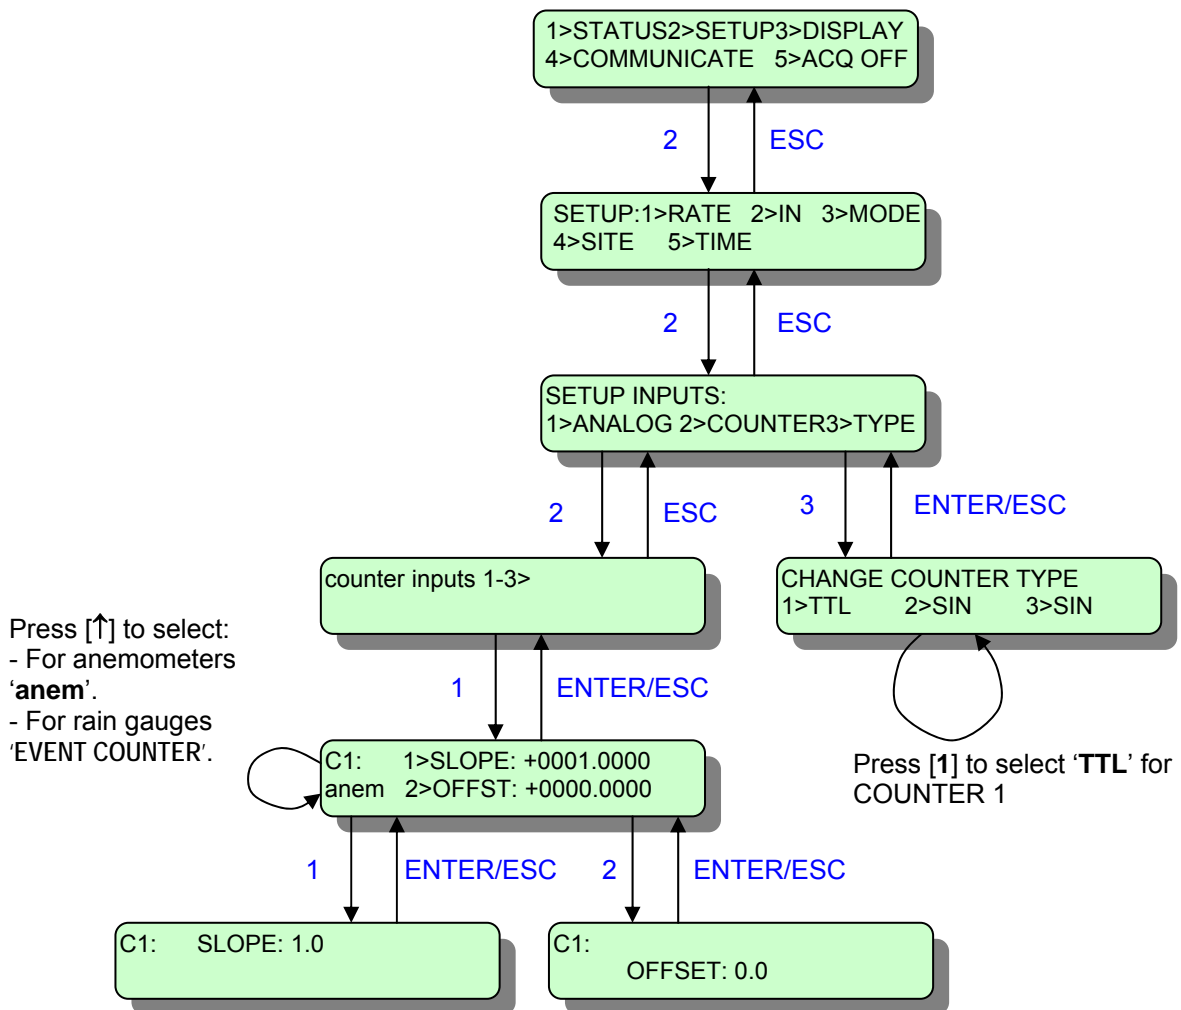 1>STATUS2>SETUP3>DISPLAY
4>COMMUNICATE 5>ACQ OFF
2
ESC
SETUP:1>RATE 2>IN 3>MODE
4>SITE 5>TIME
2
ESC
SETUP INPUTS:
1>ANALOG 2>COUNTER3>TYPE
2
ESC
3
ENTER/ESC
counter inputs 1-3>
CHANGE COUNTER TYPE
1>TTL 2>SIN 3>SIN
Press [↑] to select:
- For anemometers
‘anem’.
- For rain gauges
‘EVENT COUNTER’.
1
ENTER/ESC
C1: 1>SLOPE: +0001.0000
anem 2>OFFST: +0000.0000
Press [1] to select ‘TTL’ for
COUNTER 1
1
ENTER/ESC
2
ENTER/ESC
C1: SLOPE: 1.0
C1:
OFFSET: 0.0